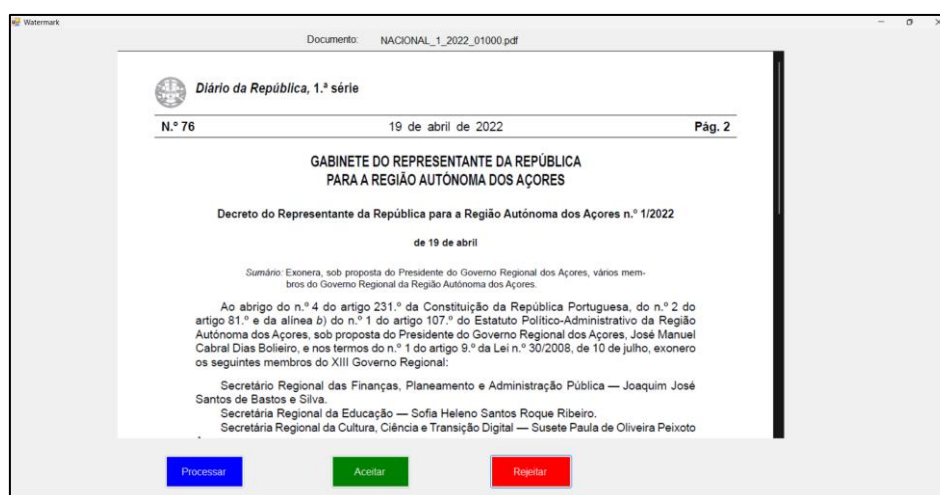 Watermark
Documento: NACIONAL_1_2022_01000.pdf
Diário da República, 1.ª série
N.º 76 19 de abril de 2022 Pág. 2
GABINETE DO REPRESENTANTE DA REPÚBLICA
PARA A REGIÃO AUTÓNOMA DOS AÇORES
Decreto do Representante da República para a Região Autónoma dos Açores n.º 1/2022
de 19 de abril
Sumário: Exonera, sob proposta do Presidente do Governo Regional dos Açores, vários mem-
bros do Governo Regional da Região Autónoma dos Açores.
Ao abrigo do n.º 4 do artigo 231.º da Constituição da República Portuguesa, do n.º 2 do
artigo 81.º e da alínea b) do n.º 1 do artigo 107.º do Estatuto Político-Administrativo da Região
Autónoma dos Açores, sob proposta do Presidente do Governo Regional dos Açores, José Manuel
Cabral Dias Bolieiro, e nos termos do n.º 1 do artigo 9.º da Lei n.º 30/2008, de 10 de julho, exonero
os seguintes membros do XIII Governo Regional:
Secretário Regional das Finanças, Planeamento e Administração Pública — Joaquim José
Santos de Bastos e Silva.
Secretária Regional da Educação — Sofia Heleno Santos Roque Ribeiro.
Secretária Regional da Cultura, Ciência e Transição Digital — Susete Paula de Oliveira Peixoto
Processar Aceitar Rejeitar